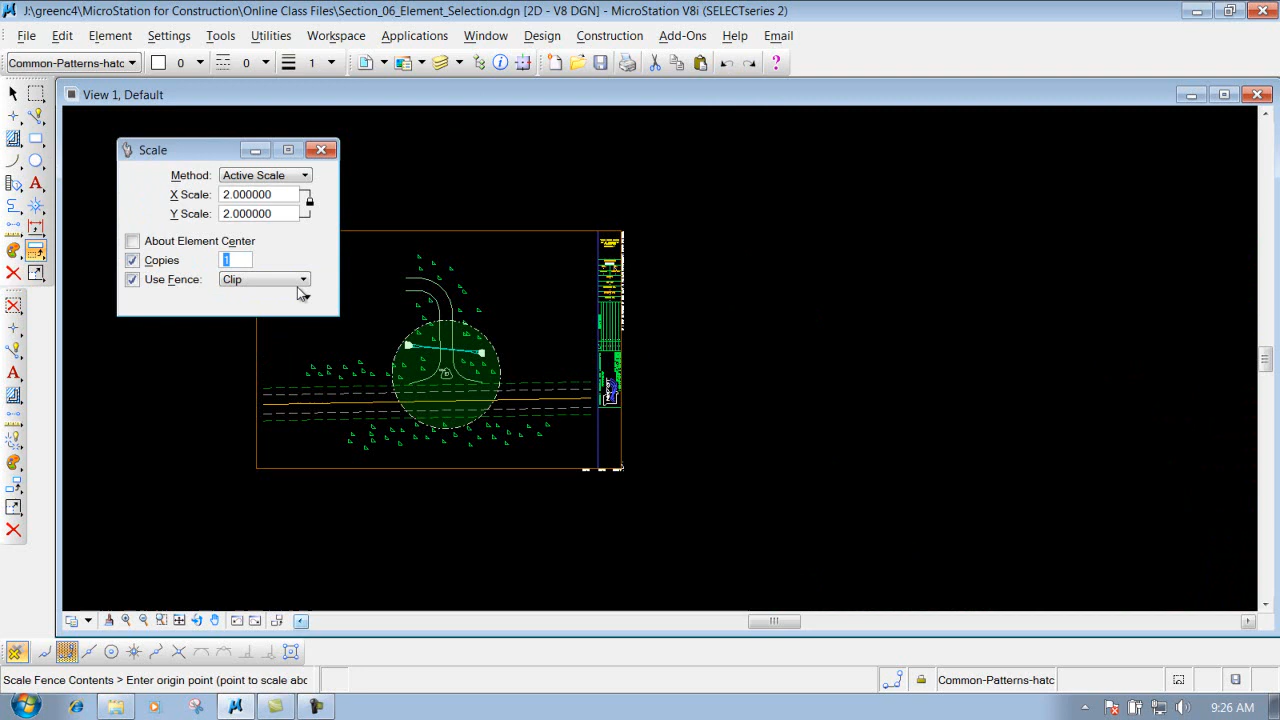 J:\greenc4\MicroStation for Construction\Online Class Files\Section_06_Element_Selection.dgn [2D - V8 DGN] - MicroStation V8i (SELECTseries 2)
File Edit Element Settings Tools Utilities Workspace Applications Window Design Construction Add-Ons Help Email
Common-Patterns-hatc 0 0 1
View 1, Default
Scale
Method: Active Scale
X Scale: 2.000000
Y Scale: 2.000000
About Element Center
Copies 1
Use Fence: Clip
Scale Fence Contents > Enter origin point (point to scale abc
Common-Patterns-hatc
9:26 AM